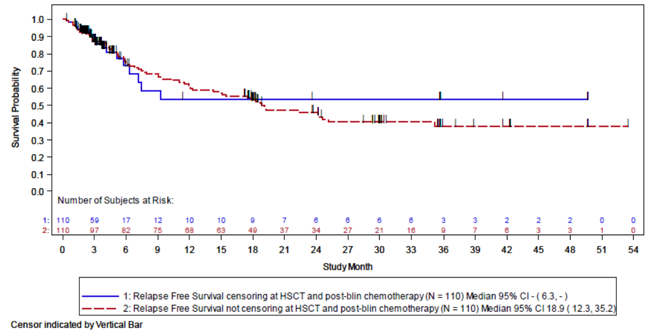 1.0
0.9
0.8
0.7
0.6
0.5
0.4
0.3
0.2
0.1
0.0
Survival Probability
Number of Subjects at Risk:
1: 110 59 17 12 10 10 9 7 6 6 6 6 3 3 2 2 2 0 0
2: 110 97 82 75 68 63 49 37 34 27 21 16 9 7 6 3 3 1 0
0 3 6 9 12 15 18 21 24 27 30 33 36 39 42 45 48 51 54
Study Month
1: Relapse Free Survival censoring at HSCT and post-blin chemotherapy (N = 110) Median 95% CI - ( 6.3, - )
2: Relapse Free Survival not censoring at HSCT and post-blin chemotherapy (N = 110) Median 95% CI 18.9 ( 12.3, 35.2)
Censor indicated by Vertical Bar